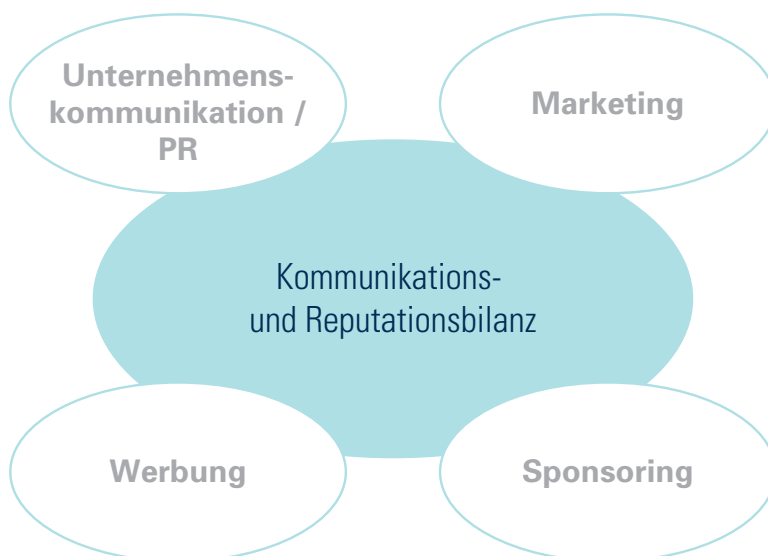 Unternehmens-
kommunikation /
PR
Marketing
Kommunikations-
und Reputationsbilanz
Werbung
Sponsoring